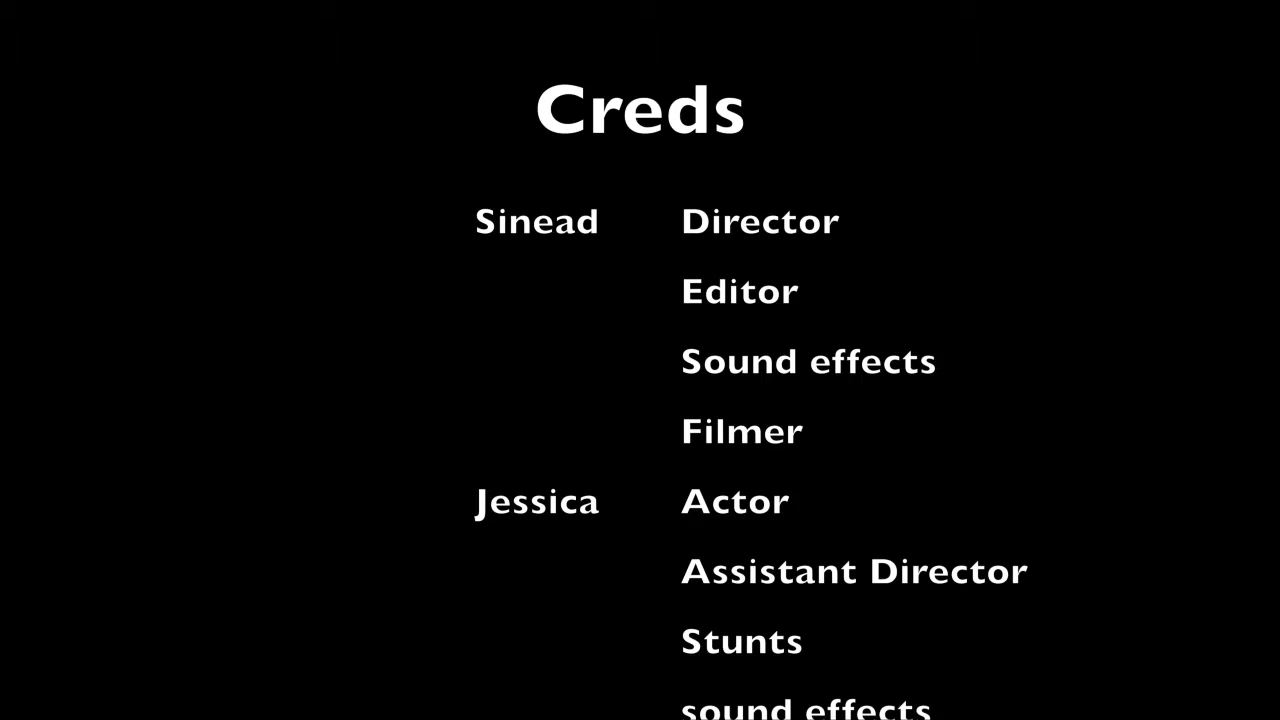 Creds
Sinead Director
Editor
Sound effects
Filmer
Jessica Actor
Assistant Director
Stunts
sound effects